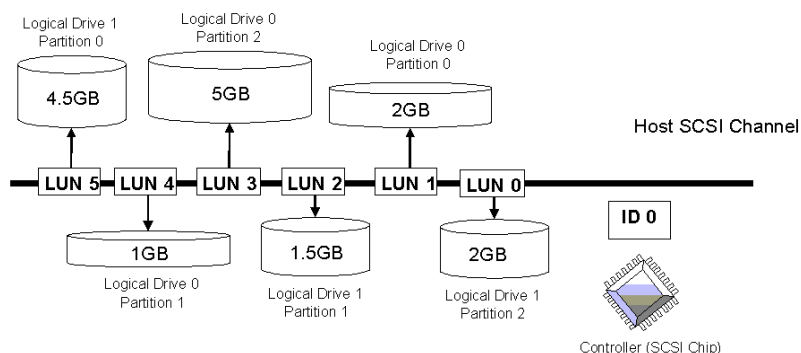 Logical Drive 1
Partition 0
4.5GB
Logical Drive 0
Partition 2
5GB
Logical Drive 0
Partition 0
2GB
Host SCSI Channel
LUN 5
LUN 4
LUN 3
LUN 2
LUN 1
LUN 0
1GB
Logical Drive 0
Partition 1
1.5GB
Logical Drive 1
Partition 1
2GB
Logical Drive 1
Partition 2
ID 0
Controller (SCSI Chip)